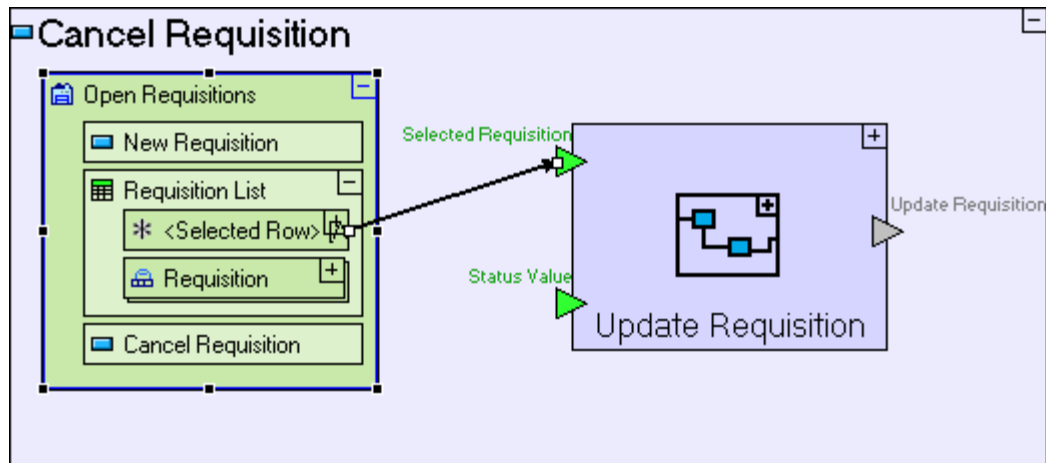 Cancel Requisition
Open Requisitions
New Requisition
Requisition List
<Selected Row>
Requisition
Cancel Requisition
Selected Requisition
Status Value
Update Requisition
Update Requisition